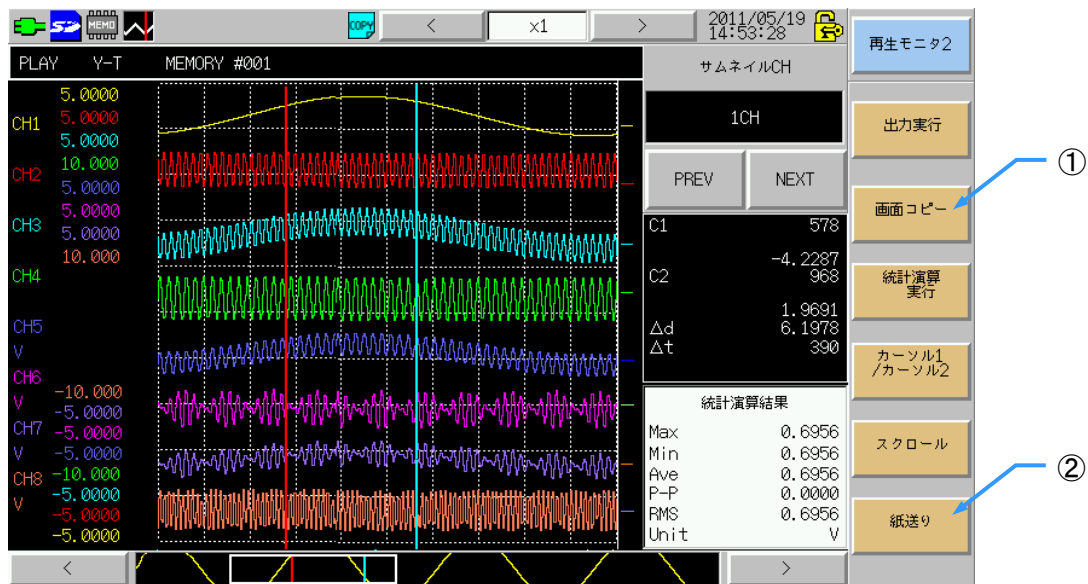 MEMO
COPY
<
x1
>
2011/05/19
14:53:28
再生モニタ2
PLAY Y-T MEMORY #001
サムネイルCH
1CH
PREV
NEXT
出力実行
①
画面コピー
統計演算
実行
カーソル1
/カーソル2
スクロール
②
紙送り
5.0000
CH1 5.0000
5.0000
10.000
CH2 5.0000
5.0000
CH3 5.0000
10.000
CH4
CH5
V
CH6
-10.000
V -5.0000
CH7 -5.0000
V -5.0000
CH8 -10.000
-5.0000
V -5.0000
-5.0000
C1 578
-4.2287
C2 968
1.9691
Δd 6.1978
Δt 390
統計演算結果
Max 0.6956
Min 0.6956
Ave 0.6956
P-P 0.0000
RMS 0.6956
Unit V
<
>